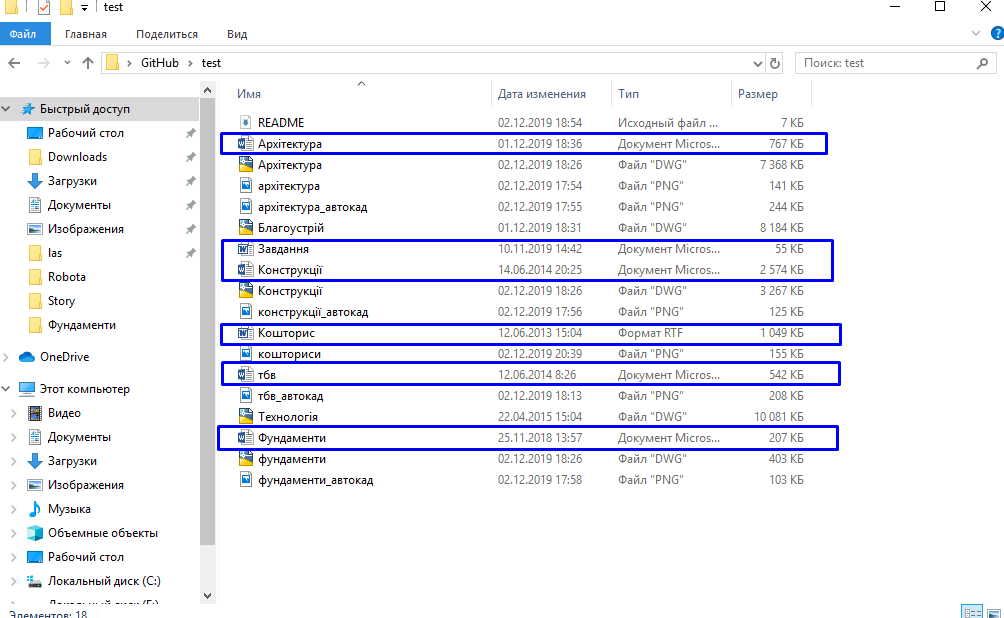 test
Файл Главная Поделиться Вид
GitHub test Поиск: test
Имя Дата изменения Тип Размер
Быстрый доступ
Рабочий стол
Downloads
Загрузки
Документы
Изображения
las
Robota
Story
Фундаменти
OneDrive
Этот компьютер
Видео
Документы
Загрузки
Изображения
Музыка
Объемные объекты
Рабочий стол
Локальный диск (C:)
README 02.12.2019 18:54 Исходный файл ... 7 КБ
Архітектура 01.12.2019 18:36 Документ Micros... 767 КБ
Архітектура 02.12.2019 18:26 Файл "DWG" 7 368 КБ
архітектура 02.12.2019 17:54 Файл "PNG" 141 КБ
архітектура_автокад 02.12.2019 17:55 Файл "PNG" 244 КБ
Благоустрій 01.12.2019 18:31 Файл "DWG" 8 184 КБ
Завдання 10.11.2019 14:42 Документ Micros... 55 КБ
Конструкції 14.06.2014 20:25 Документ Micros... 2 574 КБ
Конструкції 02.12.2019 18:26 Файл "DWG" 3 267 КБ
конструкції_автокад 02.12.2019 17:56 Файл "PNG" 125 КБ
Кошторис 12.06.2013 15:04 Формат RTF 1 049 КБ
кошториси 02.12.2019 20:39 Файл "PNG" 155 КБ
тбв 12.06.2014 8:26 Документ Micros... 542 КБ
тбв_автокад 02.12.2019 18:13 Файл "PNG" 208 КБ
Технологія 22.04.2015 15:04 Файл "DWG" 10 081 КБ
Фундаменти 25.11.2018 13:57 Документ Micros... 207 КБ
фундаменти 02.12.2019 18:26 Файл "DWG" 403 КБ
фундаменти_автокад 02.12.2019 17:58 Файл "PNG" 103 КБ
Элементов: 18